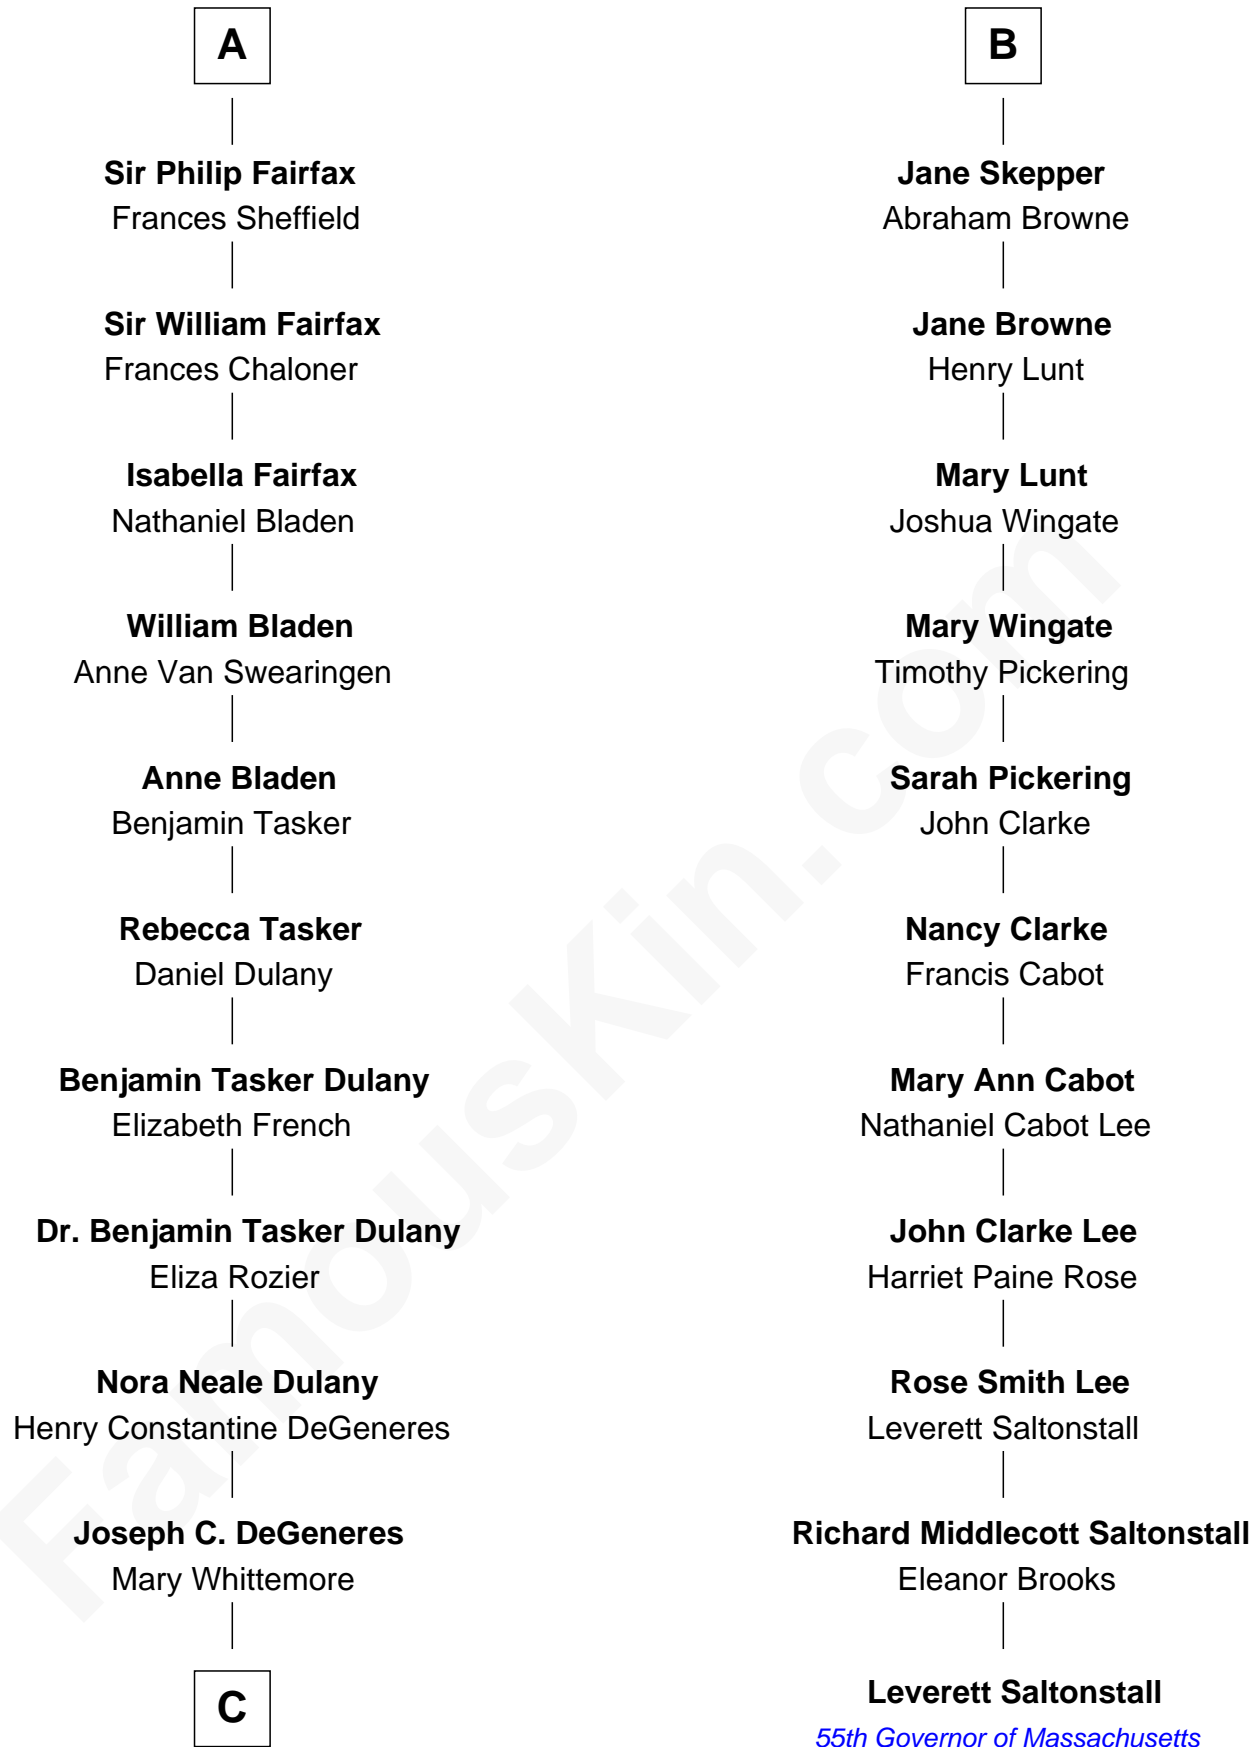 A
Sir Philip Fairfax
Frances Sheffield
Sir William Fairfax
Frances Chaloner
Isabella Fairfax
Nathaniel Bladen
William Bladen
Anne Van Swearingen
Anne Bladen
Benjamin Tasker
Rebecca Tasker
Daniel Dulany
Benjamin Tasker Dulany
Elizabeth French
Dr. Benjamin Tasker Dulany
Eliza Rozier
Nora Neale Dulany
Henry Constantine DeGeneres
Joseph C. DeGeneres
Mary Whittemore
C
B
Jane Skepper
Abraham Browne
Jane Browne
Henry Lunt
Mary Lunt
Joshua Wingate
Mary Wingate
Timothy Pickering
Sarah Pickering
John Clarke
Nancy Clarke
Francis Cabot
Mary Ann Cabot
Nathaniel Cabot Lee
John Clarke Lee
Harriet Paine Rose
Rose Smith Lee
Leverett Saltonstall
Richard Middlecott Saltonstall
Eleanor Brooks
Leverett Saltonstall
55th Governor of Massachusetts
FamousKin.com